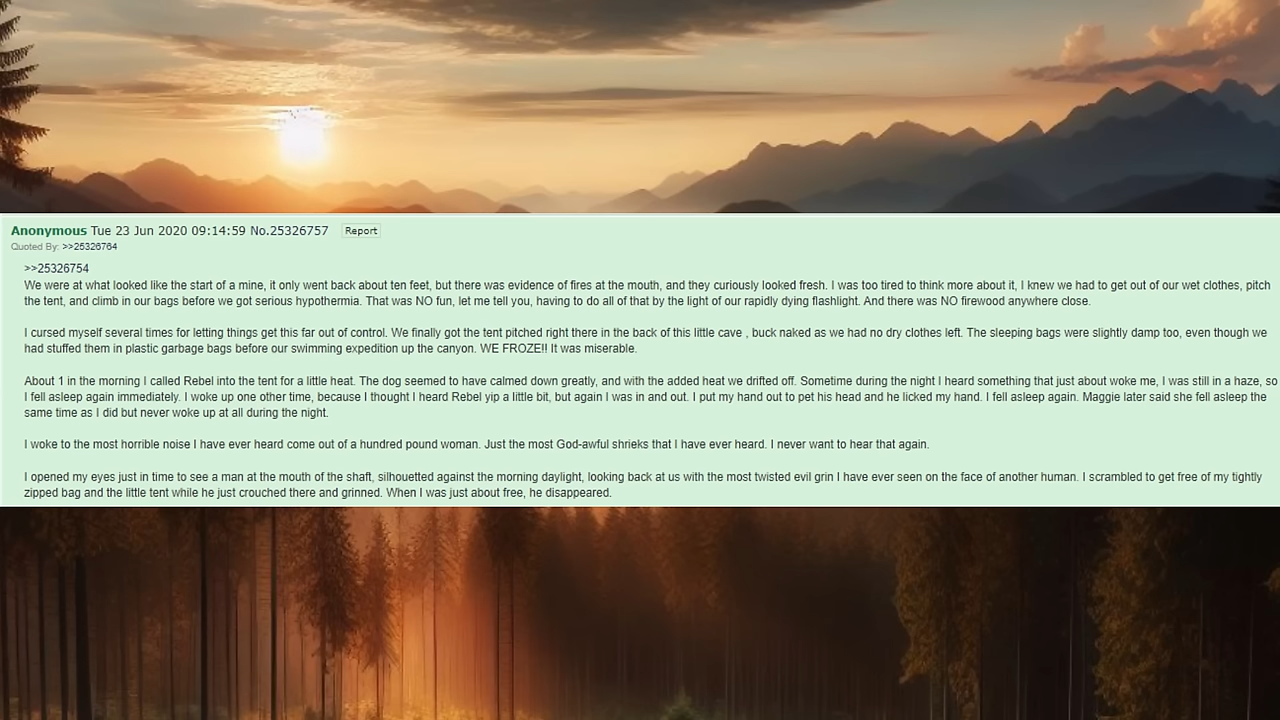 Anonymous Tue 23 Jun 2020 09:14:59 No.25326757 Report
Quoted By: >>25326764
>>25326754
We were at what looked like the start of a mine, it only went back about ten feet, but there was evidence of fires at the mouth, and they curiously looked fresh. I was too tired to think more about it, I knew we had to get out of our wet clothes, pitch
the tent, and climb in our bags before we got serious hypothermia. That was NO fun, let me tell you, having to do all of that by the light of our rapidly dying flashlight. And there was NO firewood anywhere close.
I cursed myself several times for letting things get this far out of control. We finally got the tent pitched right there in the back of this little cave , buck naked as we had no dry clothes left. The sleeping bags were slightly damp too, even though we
had stuffed them in plastic garbage bags before our swimming expedition up the canyon. WE FROZE!! It was miserable.
About 1 in the morning I called Rebel into the tent for a little heat. The dog seemed to have calmed down greatly, and with the added heat we drifted off. Sometime during the night I heard something that just about woke me, I was still in a haze, so
I fell asleep again immediately. I woke up one other time, because I thought I heard Rebel yip a little bit, but again I was in and out. I put my hand out to pet his head and he licked my hand. I fell asleep again. Maggie later said she fell asleep the
same time as I did but never woke up at all during the night.
I woke to the most horrible noise I have ever heard come out of a hundred pound woman. Just the most God-awful shrieks that I have ever heard. I never want to hear that again.
I opened my eyes just in time to see a man at the mouth of the shaft, silhouetted against the morning daylight, looking back at us with the most twisted evil grin I have ever seen on the face of another human. I scrambled to get free of my tightly
zipped bag and the little tent while he just crouched there and grinned. When I was just about free, he disappeared.